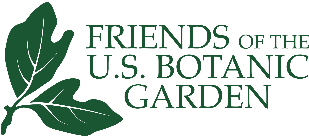 FRIENDS OF THE
U.S. BOTANIC
GARDEN